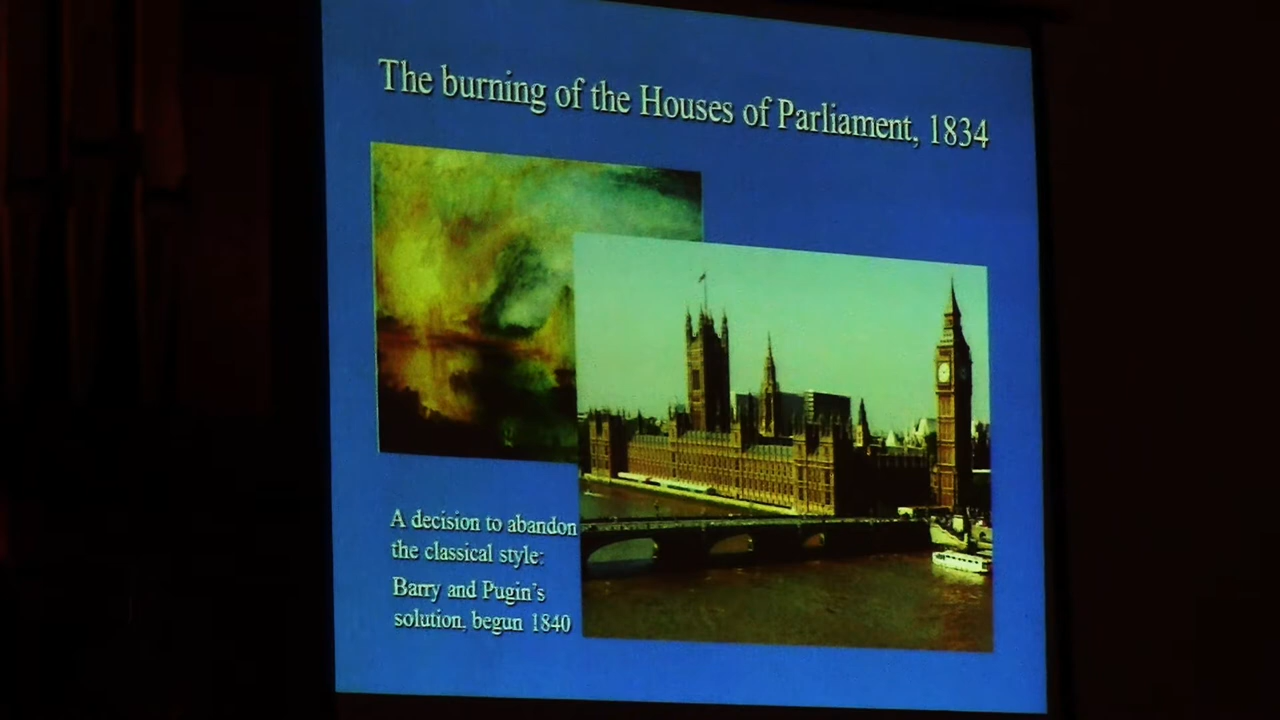 The burning of the Houses of Parliament, 1834
A decision to abandon
the classical style:
Barry and Pugin's
solution, begun 1840